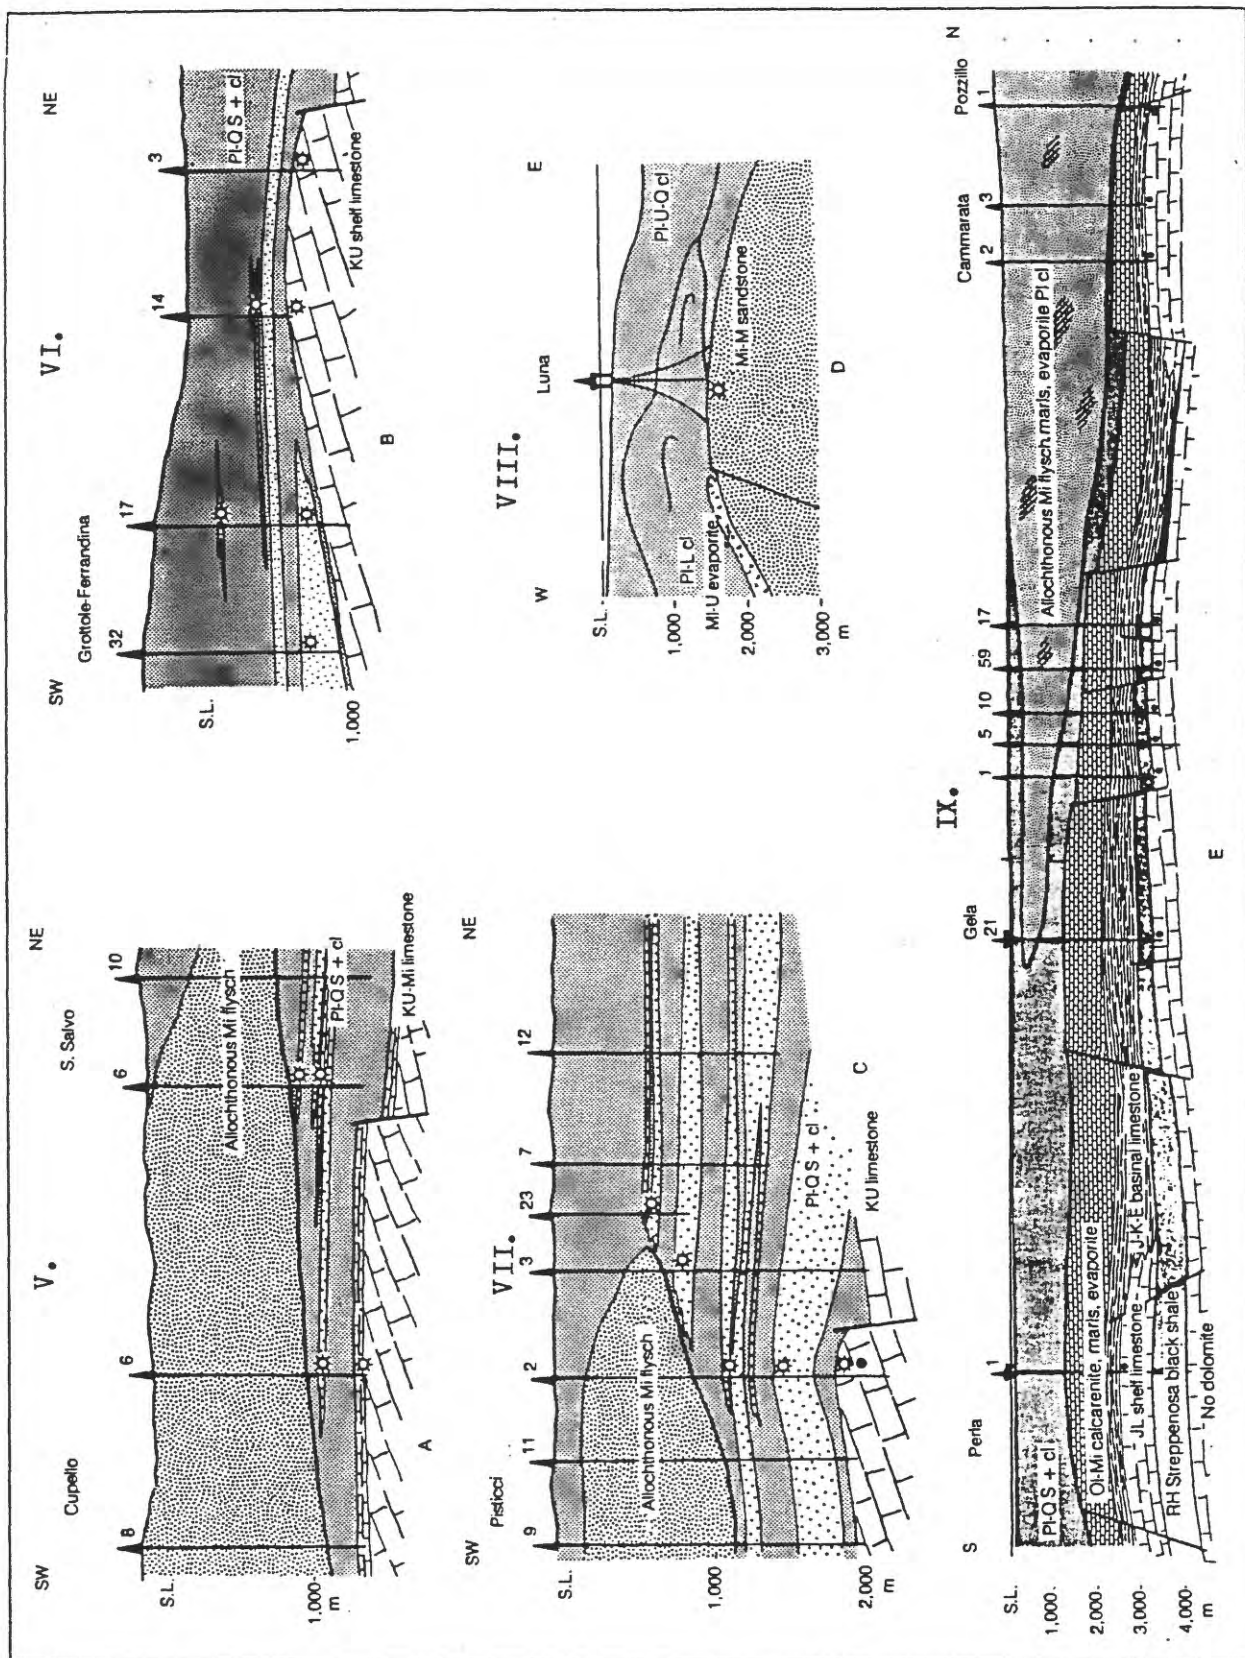 V.
SW
NE
Cupello
S. Salvo
8
6
6
10
S.L.
1,000-
m
Allochthonous Mi flysch
Pl-Q S + cl
KU-Mi limestone
A
VI.
SW
NE
Grottole-Ferrandina
32
17
14
3
S.L.
1,000
Pl-Q S + cl
KU shelf limestone
B
VII.
SW
NE
Pisticci
9
11
2
3
23
7
12
S.L.
1,000
2,000
m
Allochthonous Mi flysch
Pl-Q S + cl
KU limestone
C
VIII.
W
E
Luna
S.L.
1,000-
2,000-
3,000-
m
Pl-L cl
Pl-U-Q cl
MI-U evaporite
MI-M sandstone
D
IX.
S
N
Perla
Gela
Cammarata
Pozzillo
1
21
1
5
10
59
17
2
3
1
S.L.
1,000-
2,000-
3,000-
4,000-
m
Pl-Q S + cl
Allochthonous Mi flysch, marls, evaporite Pl cl
Ol-Mi calcarenite, marls, evaporite
JL shelf limestone
J-K-E basinal limestone
RH Streppenosa black shale
No dolomite
E